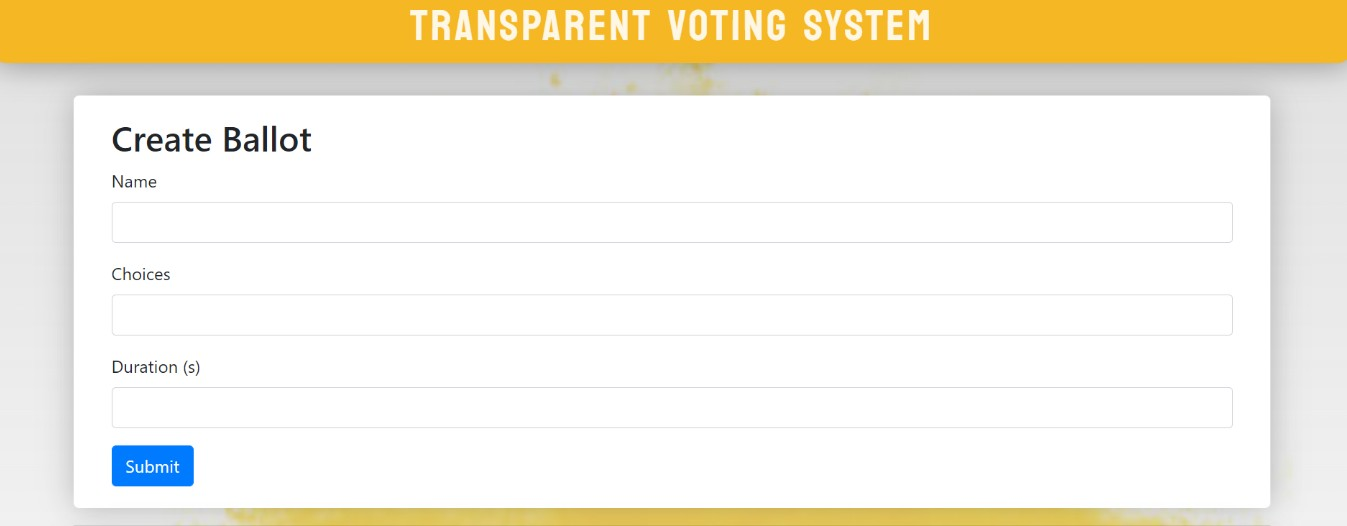 TRANSPARENT VOTING SYSTEM
Create Ballot
Name
Choices
Duration (s)
Submit